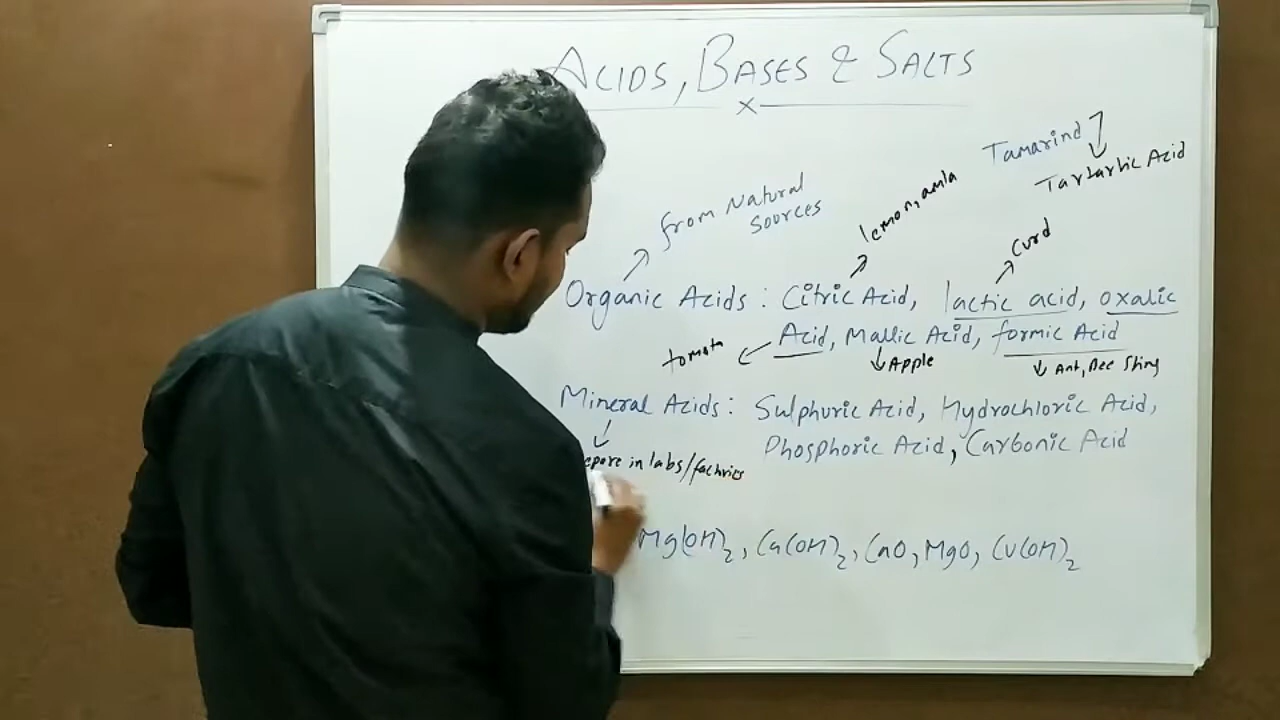 ACIDS, BASES & SALTS
x
Tamarind
Tartartic Acid
from Natural
Sources
lemon, amla
Curd
Organic Acids : Citric Acid, lactic acid, oxalic
Acid, Mallic Acid, formic Acid
tomato
Apple
Ant, Bee Sting
Mineral Acids : Sulphuric Acid, Hydrochloric Acid,
Phosphoric Acid, Carbonic Acid
epare in labs/factories
Mg(OH)2, Ca(OH)2, CaO, MgO, Cu(OH)2